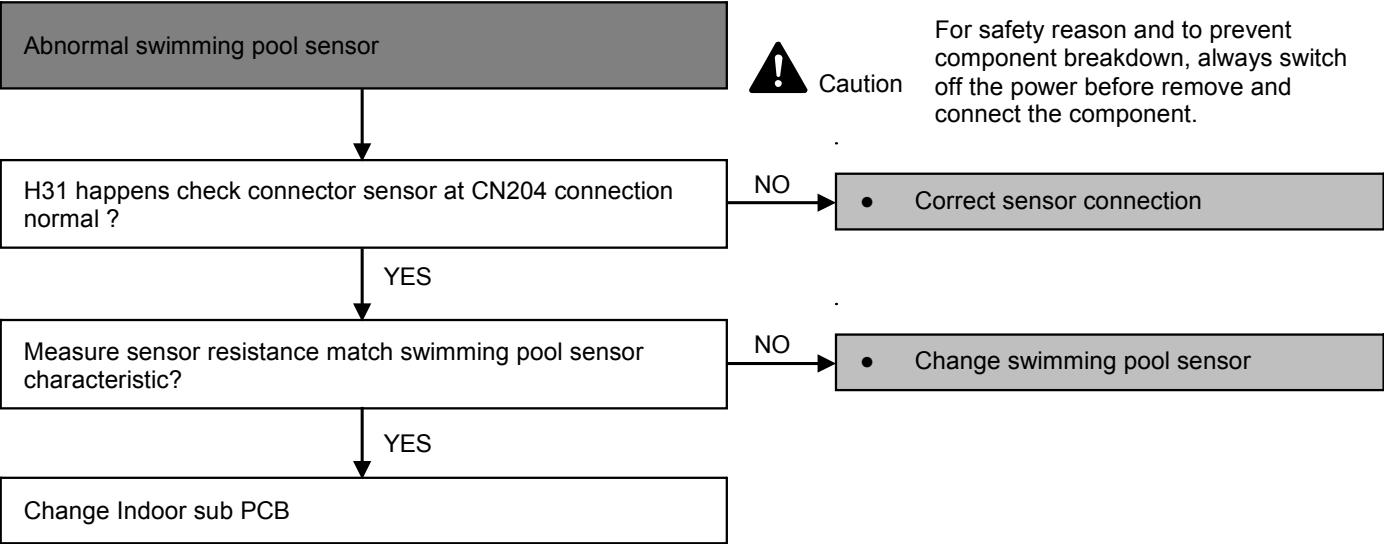 Abnormal swimming pool sensor
Caution
For safety reason and to prevent
component breakdown, always switch
off the power before remove and
connect the component.
H31 happens check connector sensor at CN204 connection
normal ?
NO
● Correct sensor connection
YES
Measure sensor resistance match swimming pool sensor
characteristic?
NO
● Change swimming pool sensor
YES
Change Indoor sub PCB